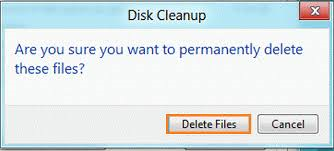 Disk Cleanup
Are you sure you want to permanently delete
these files?
Delete Files
Cancel